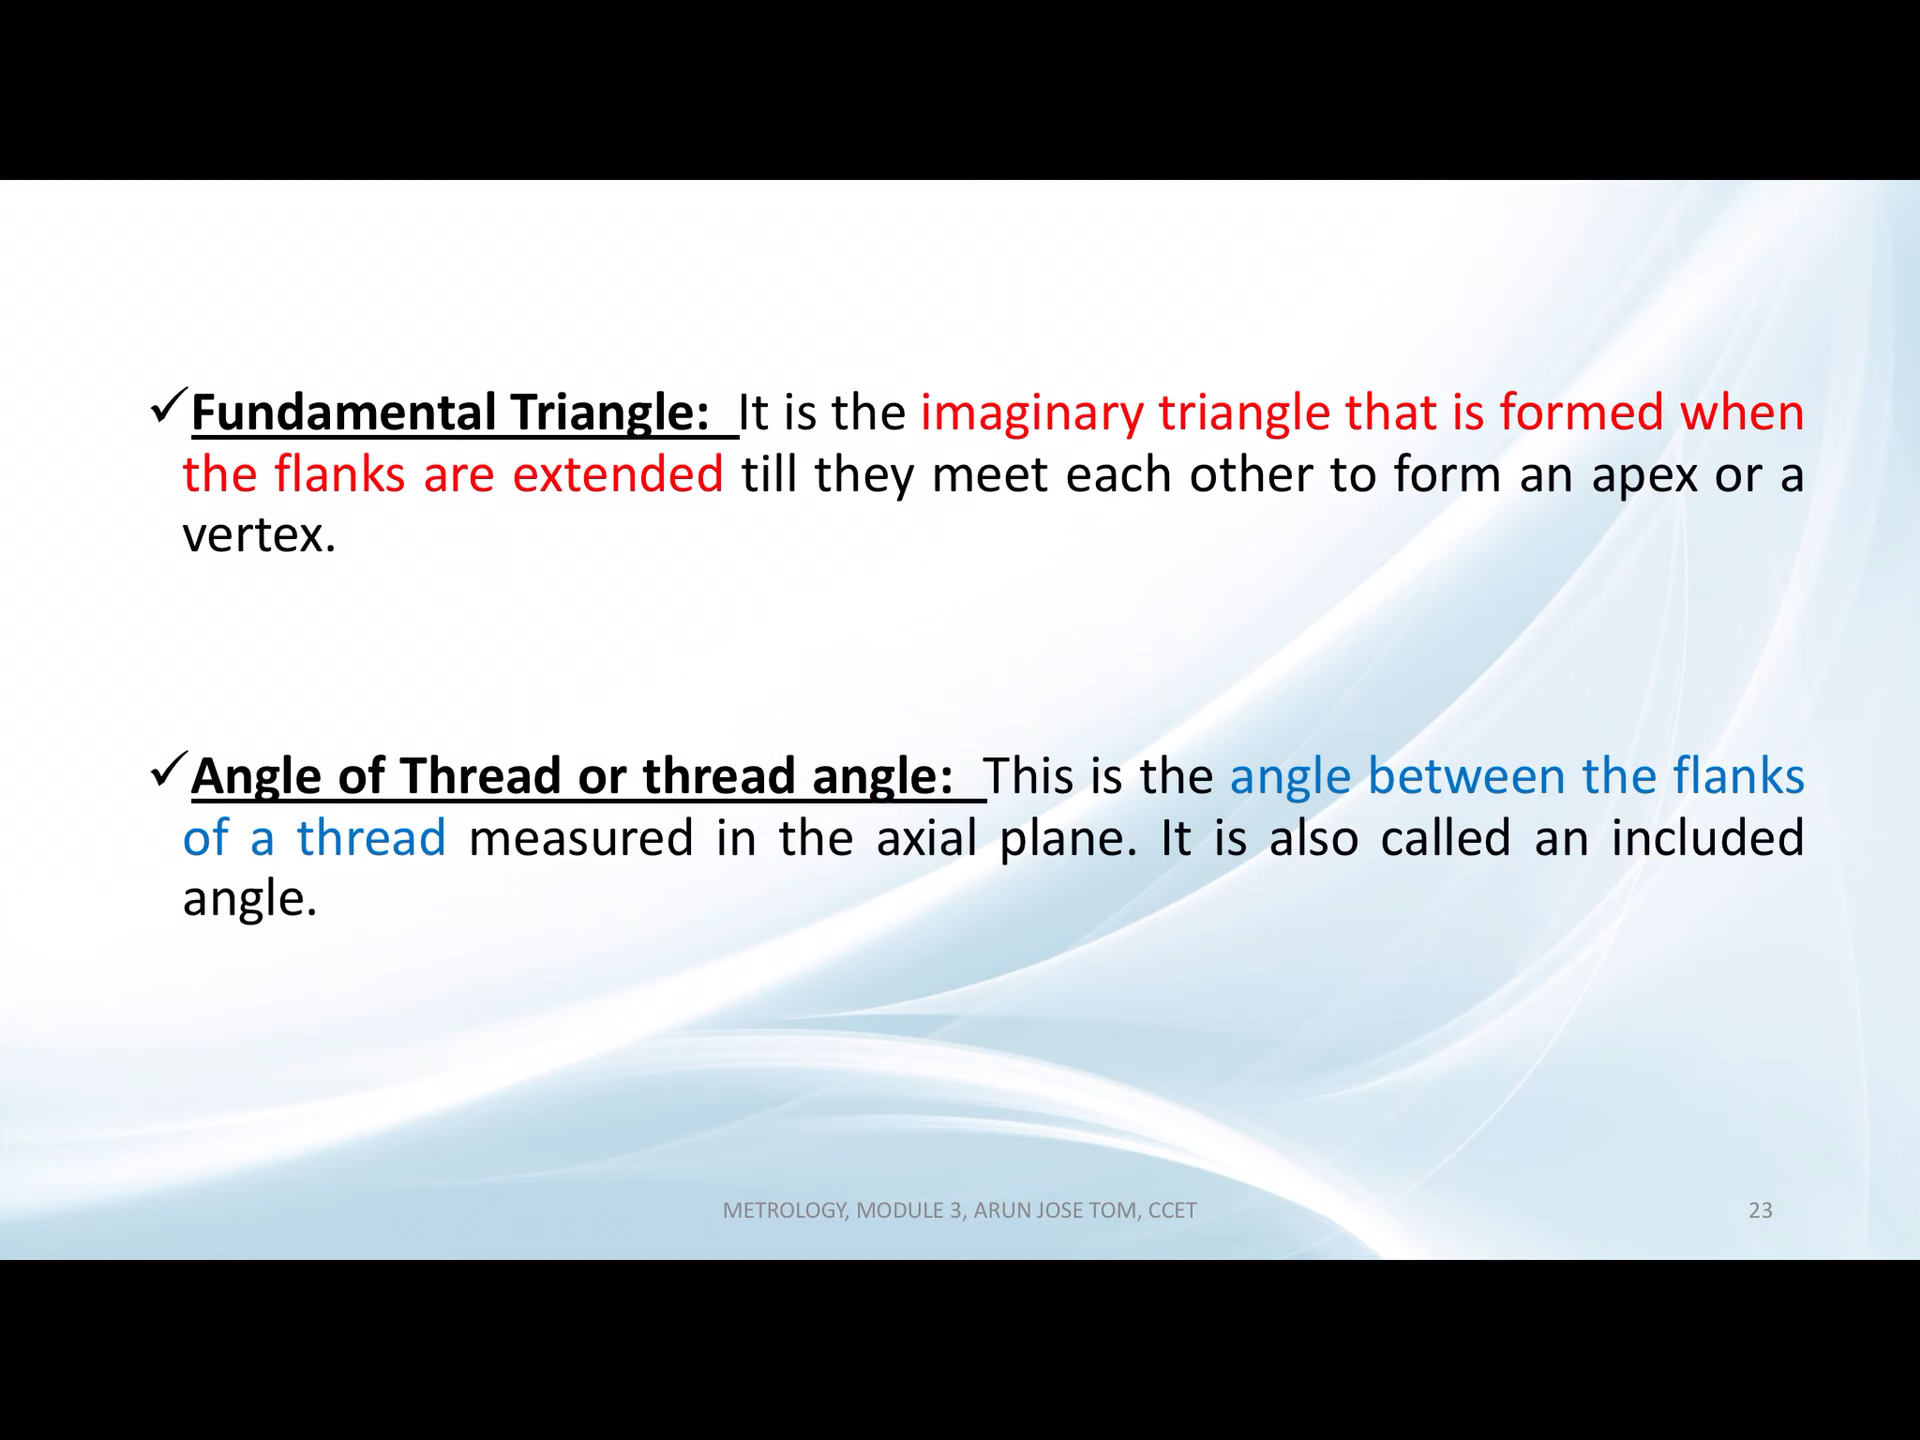 ✓Fundamental Triangle: It is the imaginary triangle that is formed when
the flanks are extended till they meet each other to form an apex or a
vertex.
✓Angle of Thread or thread angle: This is the angle between the flanks
of a thread measured in the axial plane. It is also called an included
angle.
METROLOGY, MODULE 3, ARUN JOSE TOM, CCET
23